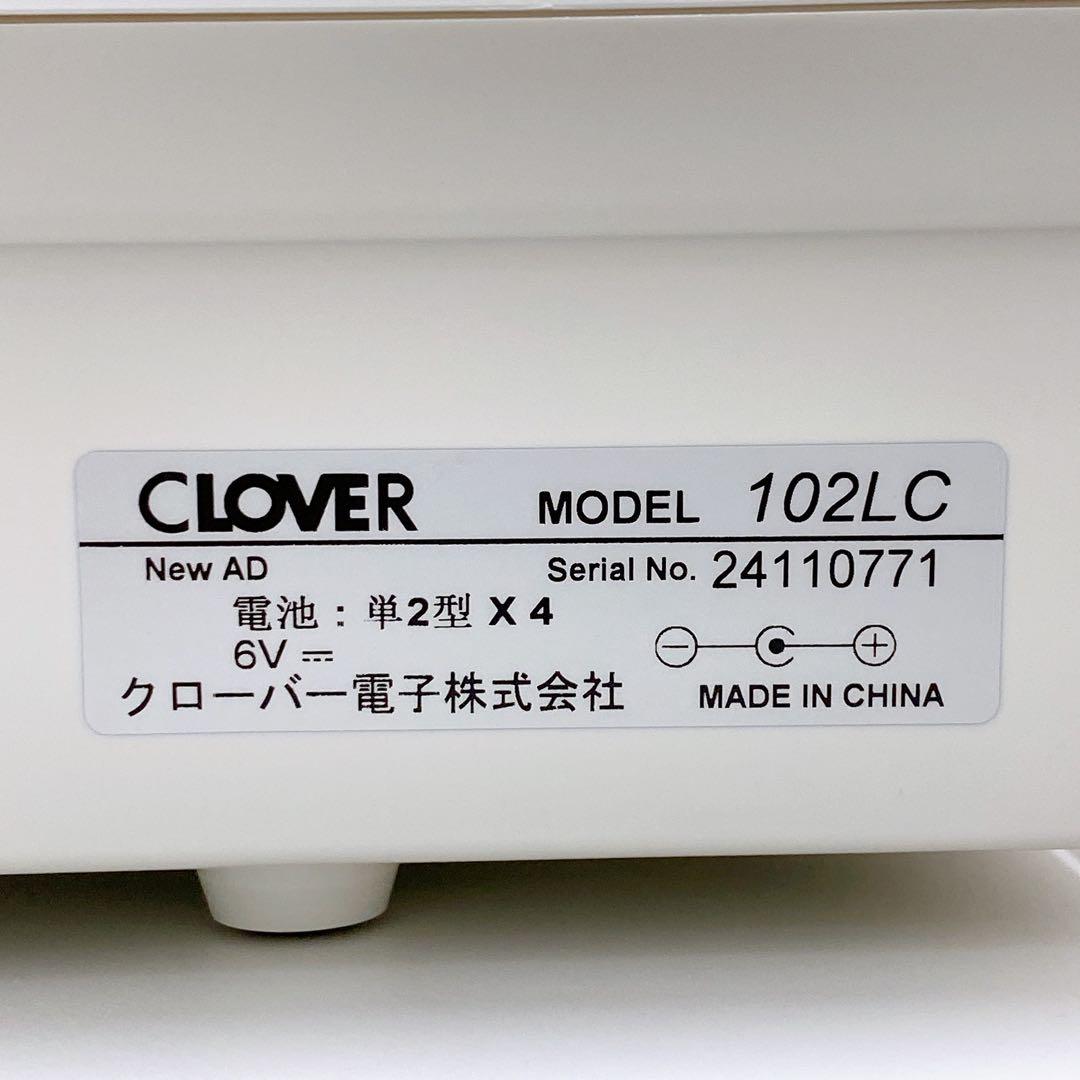 CLOVER MODEL 102LC
New AD Serial No. 24110771
電池：単2型 X 4
6V ⎓
クローバー電子株式会社 MADE IN CHINA